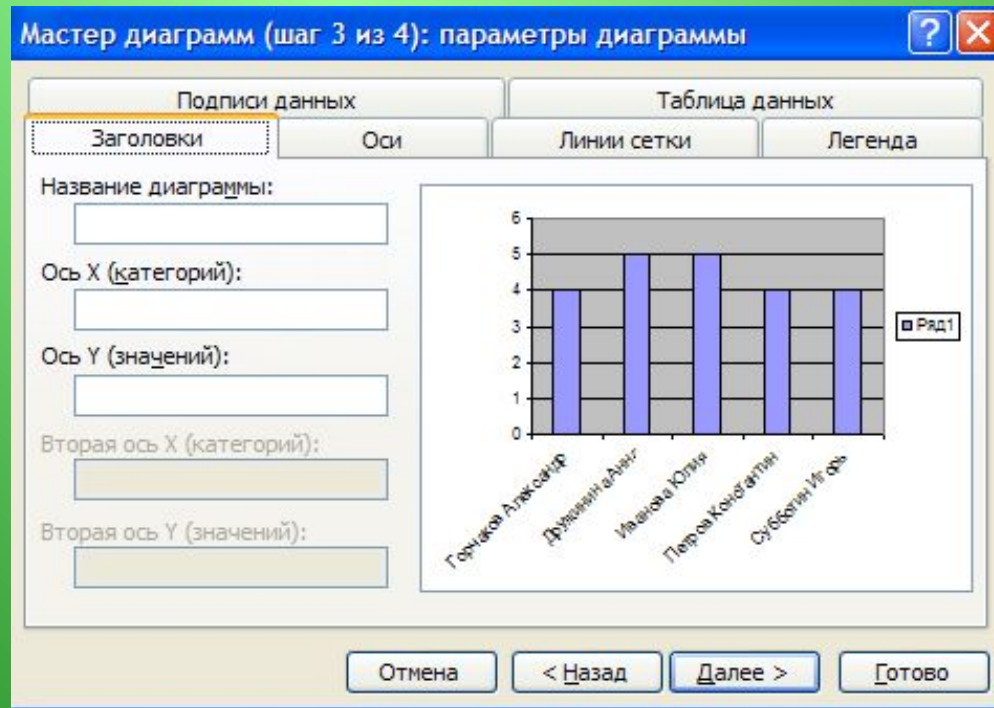 Мастер диаграмм (шаг 3 из 4): параметры диаграммы
?
Подписи данных
Таблица данных
Заголовки
Оси
Линии сетки
Легенда
Название диаграммы:
Ось X (категорий):
Ось Y (значений):
Вторая ось X (категорий):
Вторая ось Y (значений):
6
5
4
3
2
1
0
Горчаков Александр
Дружинина Анна
Иванова Юлия
Петров Константин
Субботин Игорь
Ряд1
Отмена
< Назад
Далее >
Готово